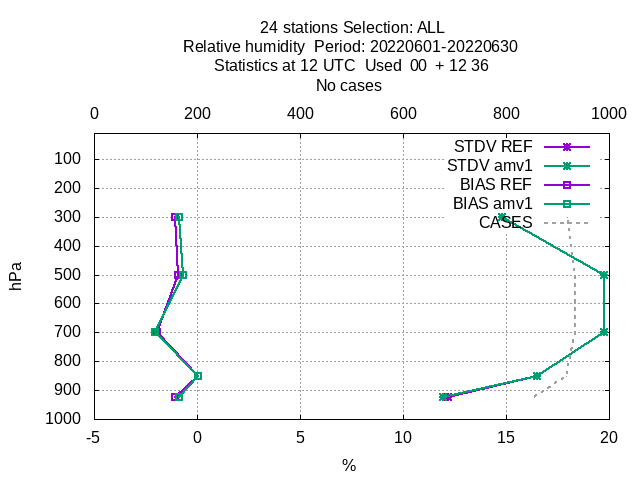 24 stations Selection: ALL
Relative humidity  Period: 20220601-20220630
Statistics at 12 UTC  Used  00  + 12 36
No cases
0 200 400 600 800 1000
STDV REF
STDV amv1
BIAS REF
BIAS amv1
CASES
100
200
300
400
500
600
700
800
900
1000
hPa
-5 0 5 10 15 20
%